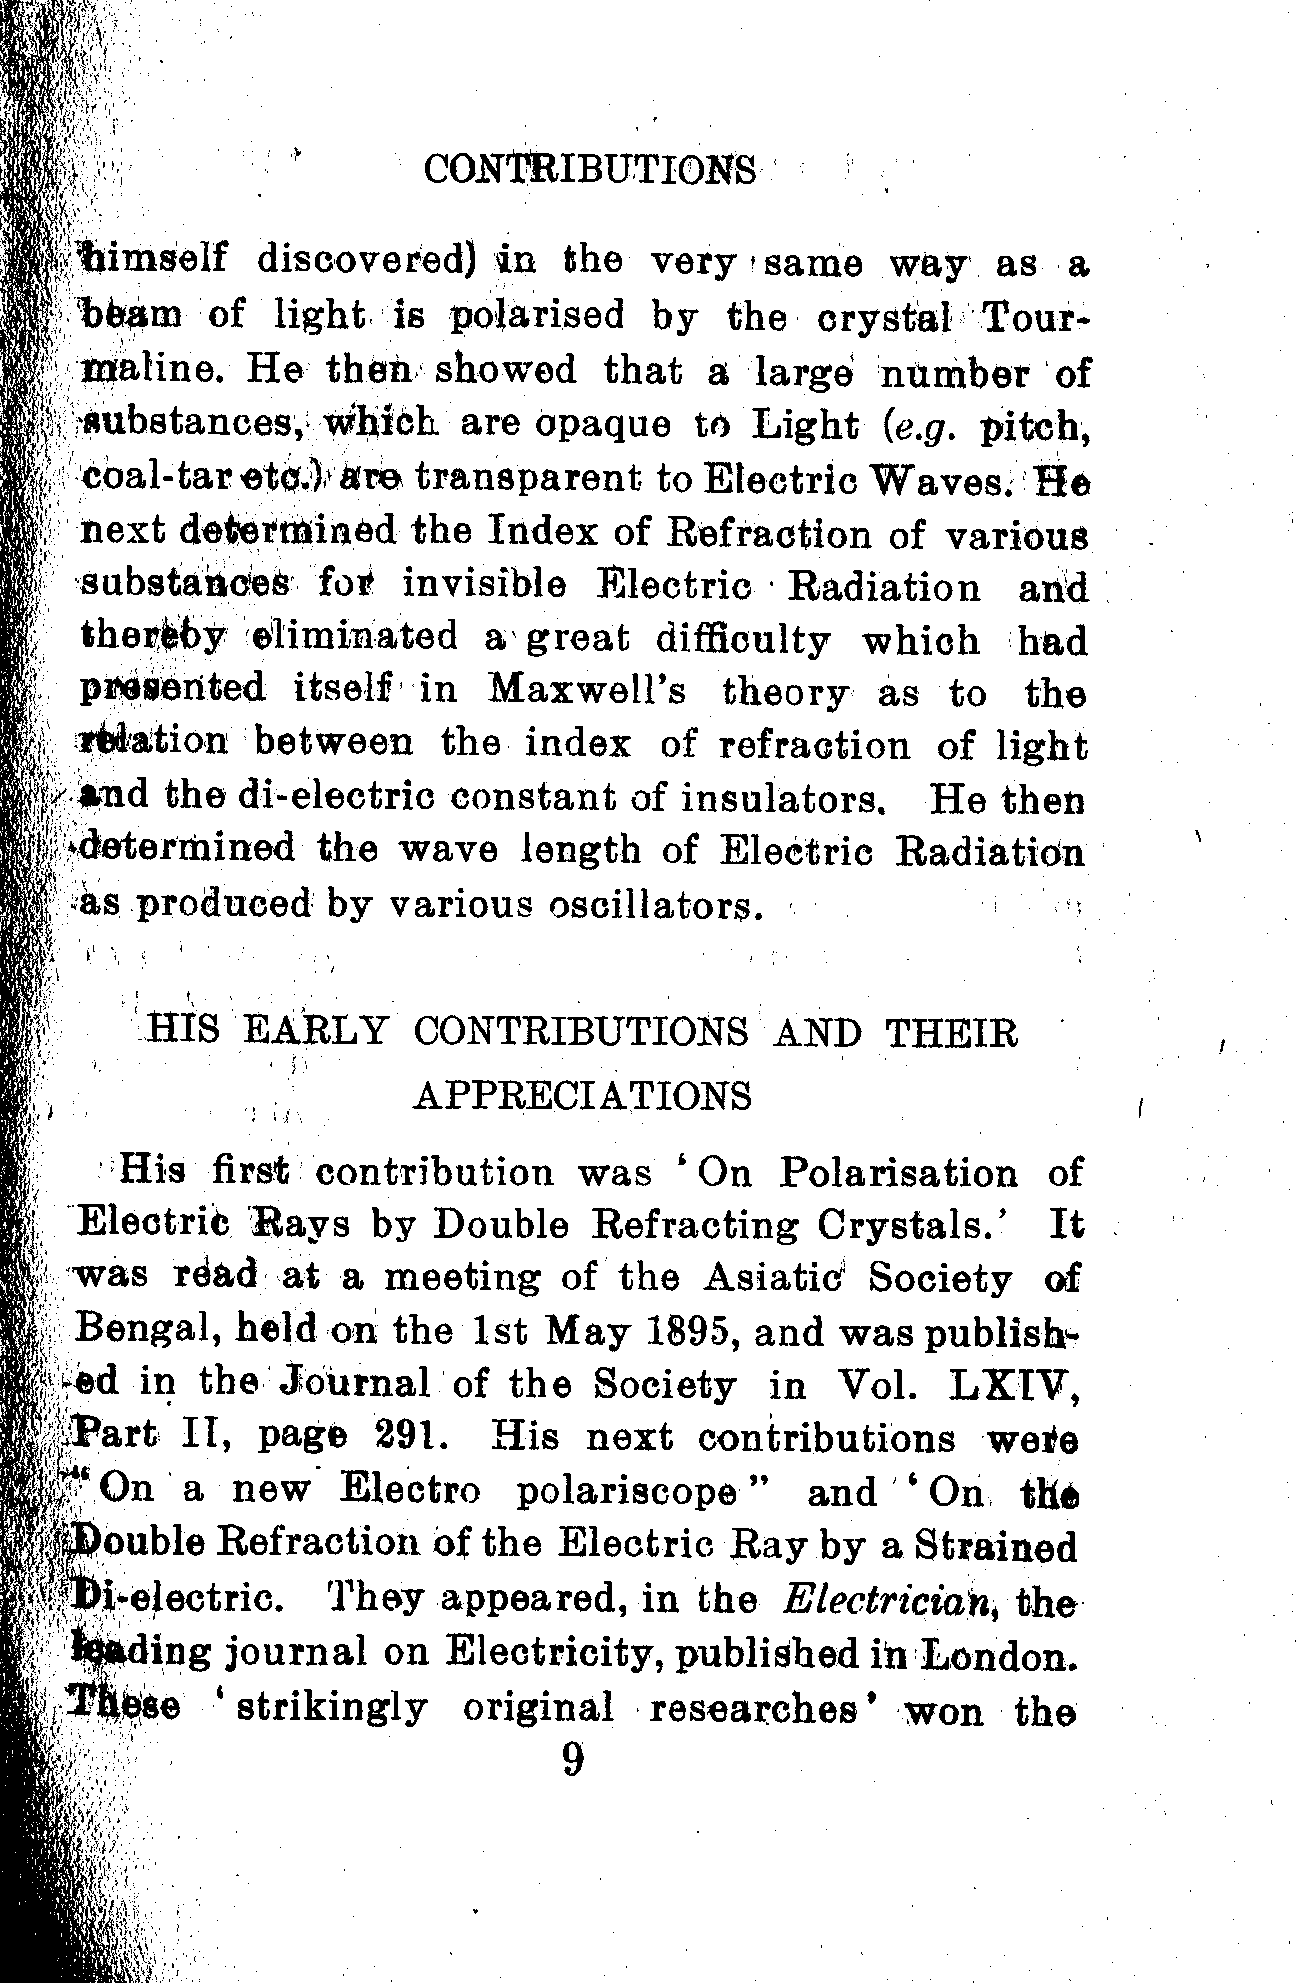 CONTRIBUTIONS
himself discovered) in the very same way as a
beam of light is polarised by the crystal Tour-
maline. He then showed that a large number of
substances, which are opaque to Light (e.g. pitch,
coal-tar etc.) are transparent to Electric Waves. He
next determined the Index of Refraction of various
substances for invisible Electric Radiation and
thereby eliminated a great difficulty which had
presented itself in Maxwell's theory as to the
relation between the index of refraction of light
and the di-electric constant of insulators. He then
determined the wave length of Electric Radiation
as produced by various oscillators.
HIS EARLY CONTRIBUTIONS AND THEIR
APPRECIATIONS
His first contribution was ‘On Polarisation of
Electric Rays by Double Refracting Crystals.’ It
was read at a meeting of the Asiatic Society of
Bengal, held on the 1st May 1895, and was publish-
ed in the Journal of the Society in Vol. LXIV,
Part II, page 291. His next contributions were
“On a new Electro polariscope” and ‘On the
Double Refraction of the Electric Ray by a Strained
Di-electric. They appeared, in the Electrician, the
leading journal on Electricity, published in London.
These ‘strikingly original researches’ won the
9